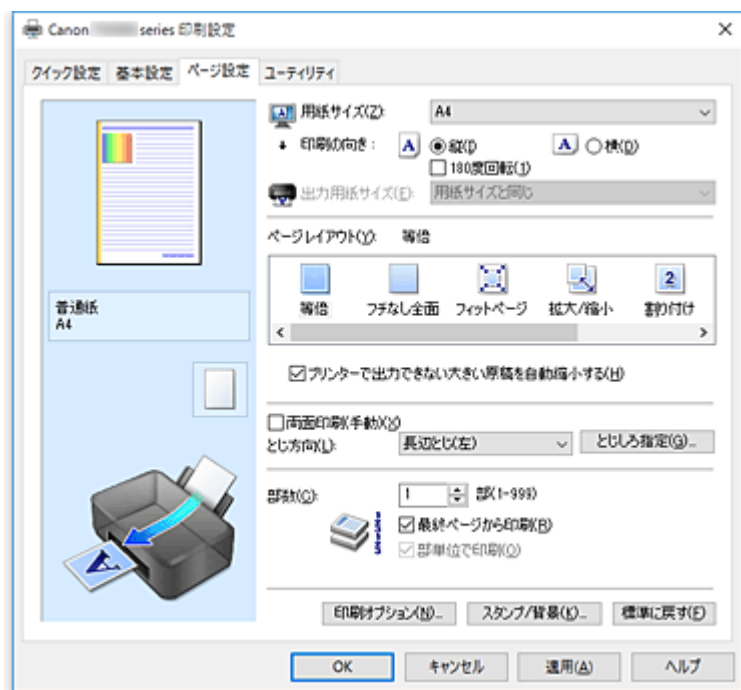 Canon series 印刷設定
クイック設定 基本設定 ページ設定 ユーティリティ
用紙サイズ(Z): A4
印刷の向き: A 縦(I) A 横(D)
180度回転(1)
出力用紙サイズ(E): 用紙サイズと同じ
ページレイアウト(Y): 等倍
2
等倍 フチなし全面 フィットページ 拡大/縮小 割り付け
普通紙
A4
プリンターで出力できない大きい原稿を自動縮小する(H)
両面印刷(手動)(X)
とじ方向(L): 長辺とじ(左) とじしろ指定(G)...
部数(C): 1 部(1-999)
最終ページから印刷(R)
部単位で印刷(O)
A
印刷オプション(N)... スタンプ/背景(K)... 標準に戻す(F)
OK キャンセル 適用(A) ヘルプ